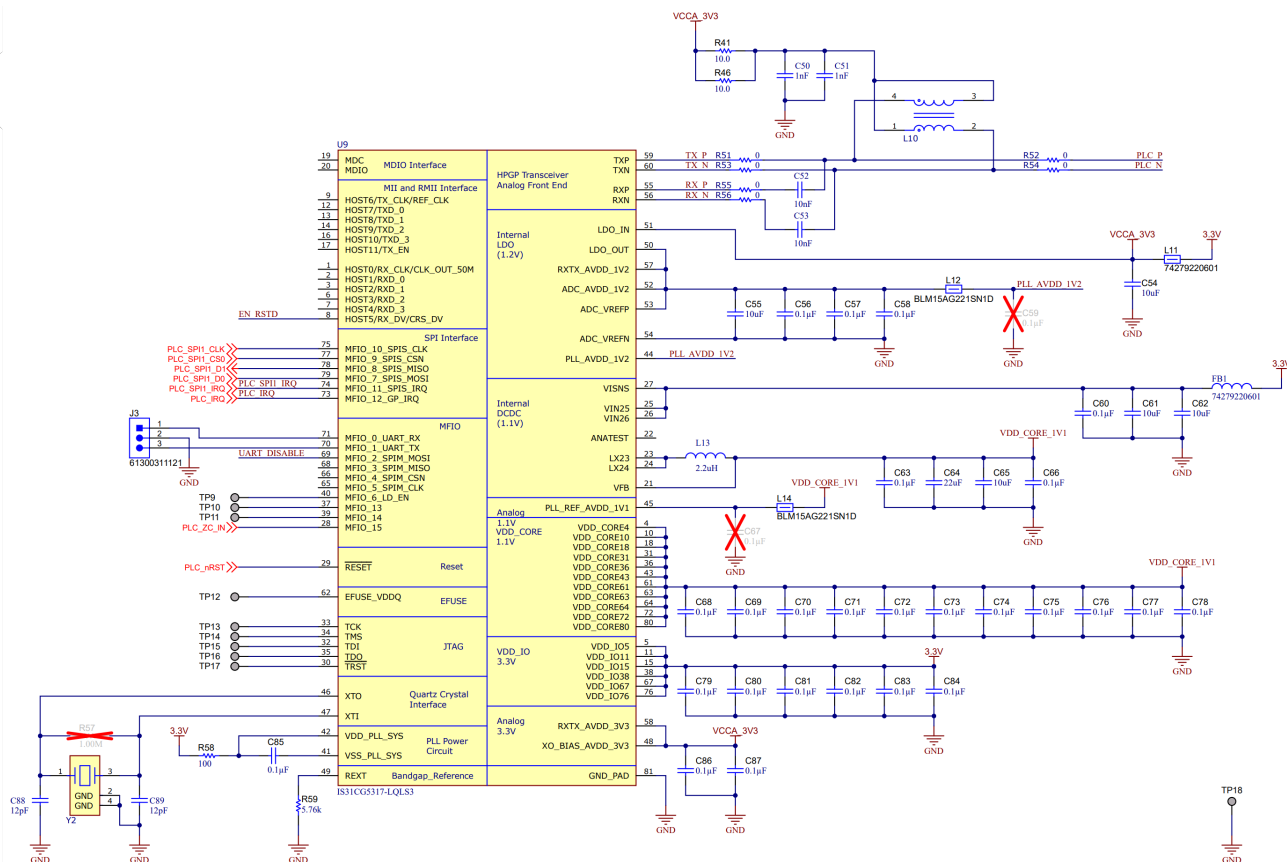 VCCA_3V3
R41
10.0
R46
10.0
C50
1nF
C51
1nF
GND
4
3
1
2
L10
U9
19 MDC
20 MDIO
MDIO Interface
MII and RMII Interface
9 HOST6/TX_CLK/REF_CLK
12 HOST7/TXD_0
13 HOST8/TXD_1
14 HOST9/TXD_2
16 HOST10/TXD_3
17 HOST11/TX_EN
1 HOST0/RX_CLK/CLK_OUT_50M
2 HOST1/RXD_0
3 HOST2/RXD_1
6 HOST3/RXD_2
7 HOST4/RXD_3
EN_RSTD 8 HOST5/RX_DV/CRS_DV
SPI Interface
PLC_SPI1_CLK 75 MFIO_10_SPIS_CLK
PLC_SPI1_CS0 77 MFIO_9_SPIS_CSN
PLC_SPI1_D1 78 MFIO_8_SPIS_MISO
PLC_SPI1_D0 79 MFIO_7_SPIS_MOSI
PLC_SPI1_IRQ PLC_SPI1_IRQ 74 MFIO_11_SPIS_IRQ
PLC_IRQ PLC_IRQ 73 MFIO_12_GP_IRQ
MFIO
J3
1
2
3
61300311121
GND
71 MFIO_0_UART_RX
70 MFIO_1_UART_TX
UART_DISABLE 69 MFIO_2_SPIM_MOSI
68 MFIO_3_SPIM_MISO
66 MFIO_4_SPIM_CSN
65 MFIO_5_SPIM_CLK
TP9 40 MFIO_6_LD_EN
TP10 37 MFIO_13
TP11 39 MFIO_14
PLC_ZC_IN 28 MFIO_15
PLC_nRST 29 RESET
Reset
TP12 62 EFUSE_VDDQ
EFUSE
TP13 33 TCK
TP14 34 TMS
TP15 32 TDI
TP16 35 TDO
TP17 30 TRST
JTAG
46 XTO
47 XTI
Quartz Crystal
Interface
42 VDD_PLL_SYS
41 VSS_PLL_SYS
PLL Power
Circuit
49 REXT
Bandgap_Reference
IS31CG5317-LQLS3
R57
1.00M
1
3
GND 2
GND 4
Y2
C88
12pF
C89
12pF
GND
GND
3.3V
R58
100
C85
0.1µF
R59
5.76k
GND
HPGP Transceiver
Analog Front End
TXP 59 TX_P R51 0
TXN 60 TX_N R53 0
RXP 55 RX_P R55 0
RXN 56 RX_N R56 0
R52 0 PLC_P
R54 0 PLC_N
C52
10nF
C53
10nF
Internal
LDO
(1.2V)
LDO_IN 51
LDO_OUT 50
RXTX_AVDD_1V2 57
ADC_AVDD_1V2 52
ADC_VREFP 53
ADC_VREFN 54
PLL_AVDD_1V2 44 PLL_AVDD_1V2
VCCA_3V3
L11
74279220601
3.3V
C54
10uF
GND
C55
10uF
C56
0.1µF
C57
0.1µF
C58
0.1µF
GND
L12
BLM15AG221SN1D
PLL_AVDD_1V2
C59
0.1µF
GND
Internal
DCDC
(1.1V)
VISNS 27
VIN25 25
VIN26 26
ANATEST 22
LX23 23
LX24 24
VFB 21
FB1
74279220601
3.3V
C60
0.1µF
C61
10uF
C62
10uF
GND
L13
2.2uH
VDD_CORE_1V1
C63
0.1µF
C64
22uF
C65
10uF
C66
0.1µF
GND
Analog
1.1V
VDD_CORE
1.1V
PLL_REF_AVDD_1V1 45
L14
BLM15AG221SN1D
VDD_CORE_1V1
C67
0.1µF
GND
VDD_CORE4 4
VDD_CORE10 10
VDD_CORE18 18
VDD_CORE31 31
VDD_CORE36 36
VDD_CORE43 43
VDD_CORE61 61
VDD_CORE63 63
VDD_CORE64 64
VDD_CORE72 72
VDD_CORE80 80
VDD_CORE_1V1
C68
0.1µF
C69
0.1µF
C70
0.1µF
C71
0.1µF
C72
0.1µF
C73
0.1µF
C74
0.1µF
C75
0.1µF
C76
0.1µF
C77
0.1µF
C78
0.1µF
GND
VDD_IO
3.3V
VDD_IO5 5
VDD_IO11 11
VDD_IO15 15
VDD_IO38 38
VDD_IO67 67
VDD_IO76 76
3.3V
C79
0.1µF
C80
0.1µF
C81
0.1µF
C82
0.1µF
C83
0.1µF
C84
0.1µF
GND
Analog
3.3V
RXTX_AVDD_3V3 58
XO_BIAS_AVDD_3V3 48
GND_PAD 81
VCCA_3V3
C86
0.1µF
C87
0.1µF
GND
GND
TP18
GND